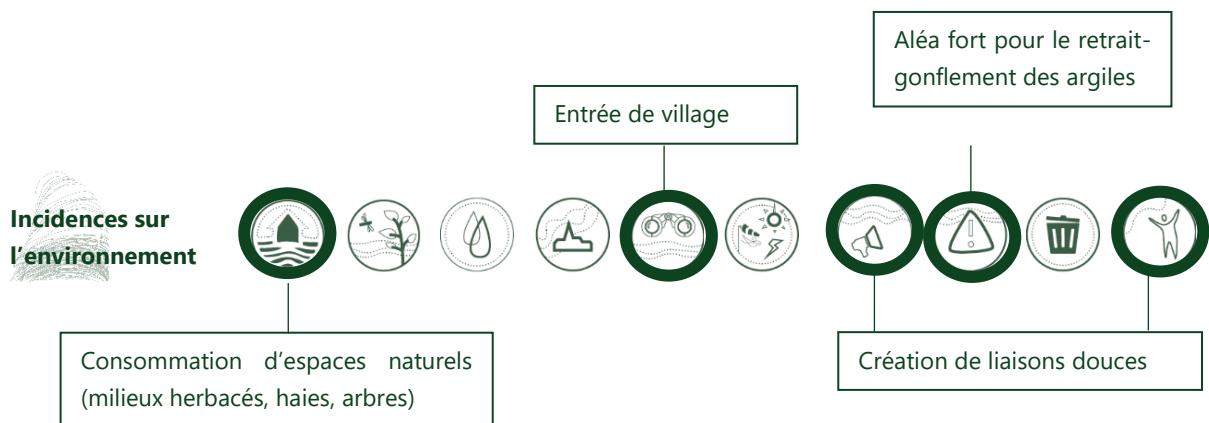 Aléa fort pour le retrait-
gonflement des argiles
Entrée de village
Incidences sur
l'environnement
Consommation d'espaces naturels
(milieux herbacés, haies, arbres)
Création de liaisons douces